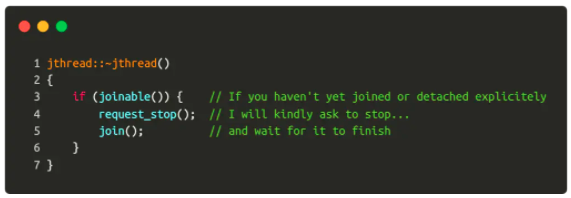 1 jthread::~jthread()
2 {
3     if (joinable()) {    // If you haven't yet joined or detached explicitely
4         request_stop();  // I will kindly ask to stop...
5         join();          // and wait for it to finish
6     }
7 }